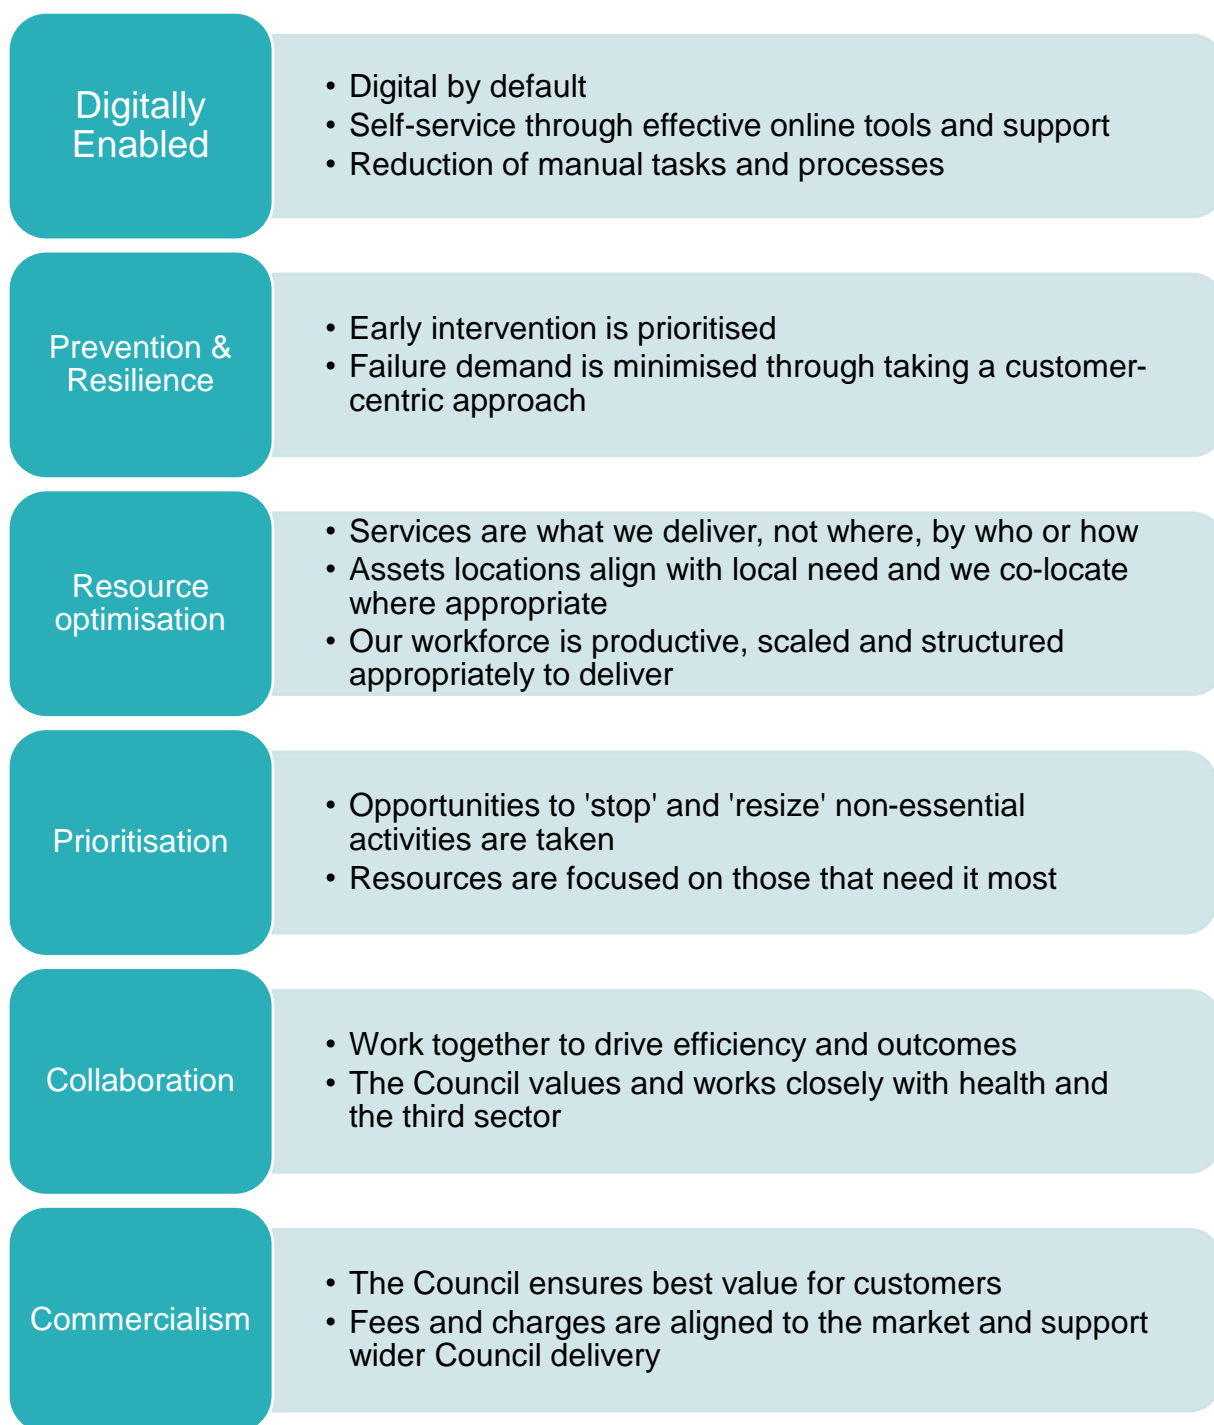 Digitally
Enabled
• Digital by default
• Self-service through effective online tools and support
• Reduction of manual tasks and processes
Prevention &
Resilience
• Early intervention is prioritised
• Failure demand is minimised through taking a customer-
centric approach
Resource
optimisation
• Services are what we deliver, not where, by who or how
• Assets locations align with local need and we co-locate
where appropriate
• Our workforce is productive, scaled and structured
appropriately to deliver
Prioritisation
• Opportunities to 'stop' and 'resize' non-essential
activities are taken
• Resources are focused on those that need it most
Collaboration
• Work together to drive efficiency and outcomes
• The Council values and works closely with health and
the third sector
Commercialism
• The Council ensures best value for customers
• Fees and charges are aligned to the market and support
wider Council delivery